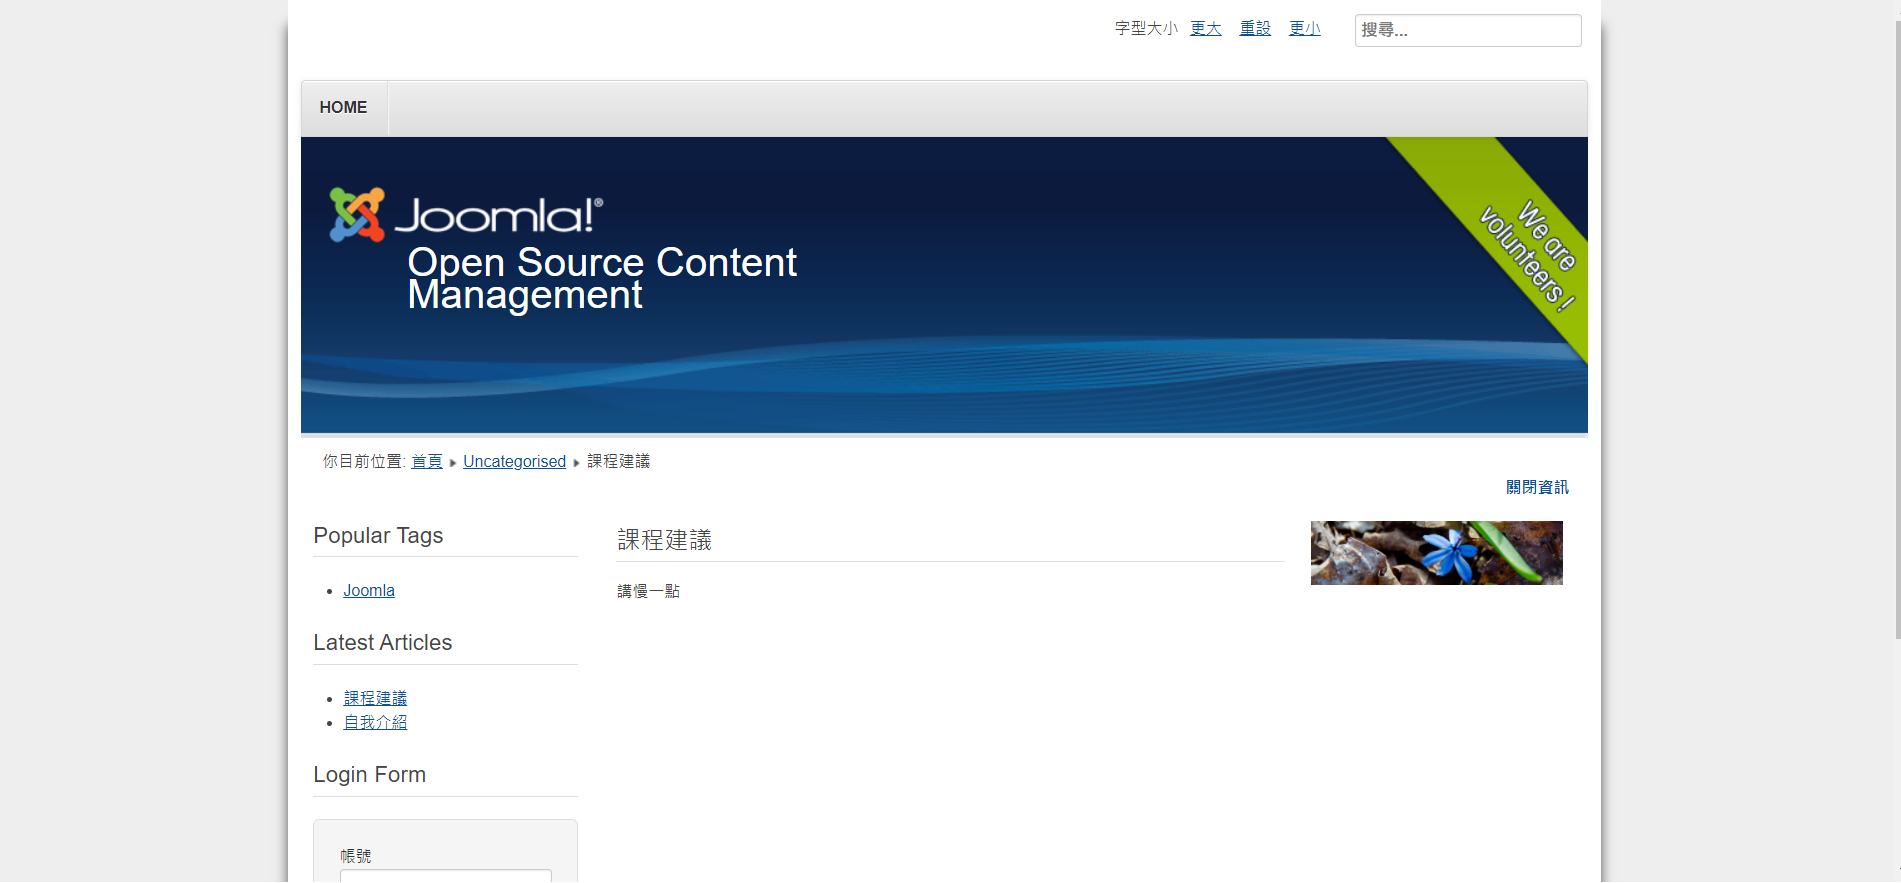 字型大小 更大 重設 更小 搜尋...
HOME
Joomla!®
Open Source Content
Management
We are
volunteers !
你目前位置: 首頁 Uncategorised 課程建議
關閉資訊
Popular Tags
Joomla
Latest Articles
課程建議
自我介紹
Login Form
帳號
課程建議
講慢一點